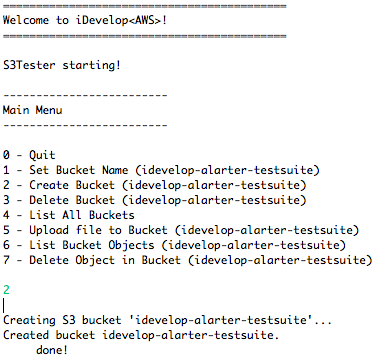 ==========================================
Welcome to iDevelop<AWS>!
==========================================
S3Tester starting!
------------------------
Main Menu
------------------------
0 - Quit
1 - Set Bucket Name (idevelop-alarter-testsuite)
2 - Create Bucket (idevelop-alarter-testsuite)
3 - Delete Bucket (idevelop-alarter-testsuite)
4 - List All Buckets
5 - Upload file to Bucket (idevelop-alarter-testsuite)
6 - List Bucket Objects (idevelop-alarter-testsuite)
7 - Delete Object in Bucket (idevelop-alarter-testsuite)
2
Creating S3 bucket 'idevelop-alarter-testsuite'...
Created bucket idevelop-alarter-testsuite.
done!